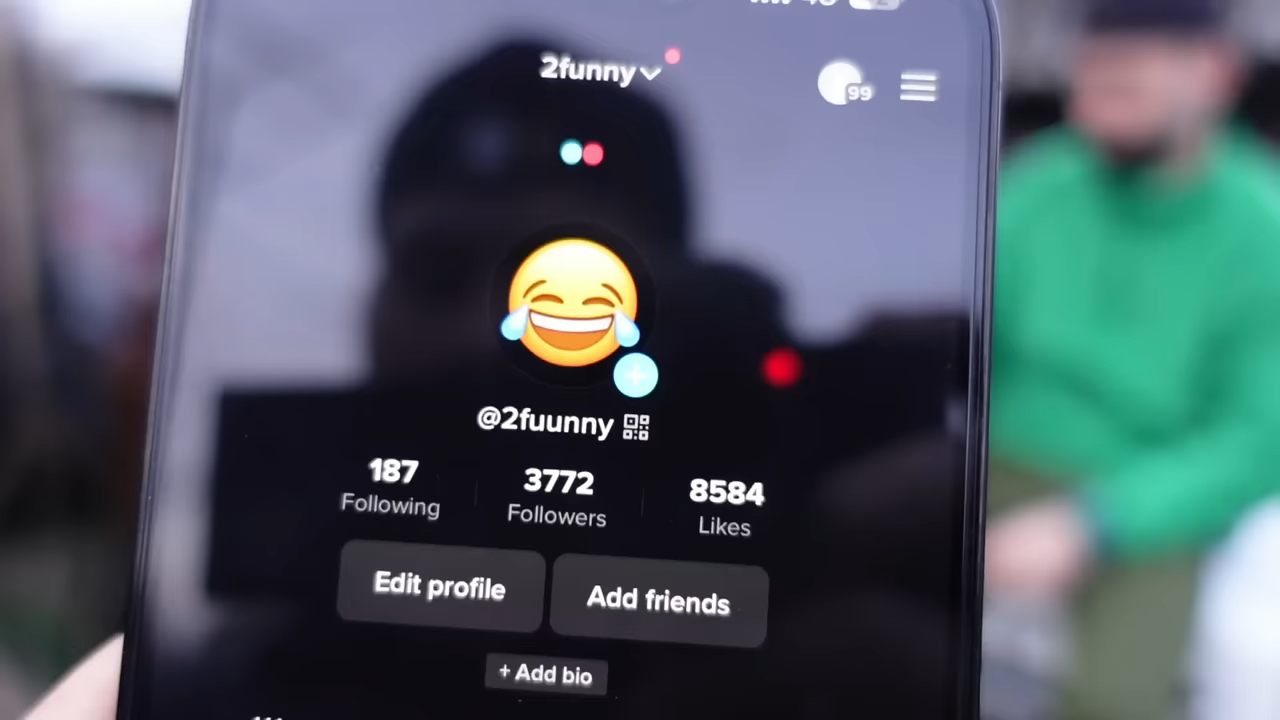 2funny
99
@2fuunny
187 3772 8584
Following Followers Likes
Edit profile Add friends
+ Add bio